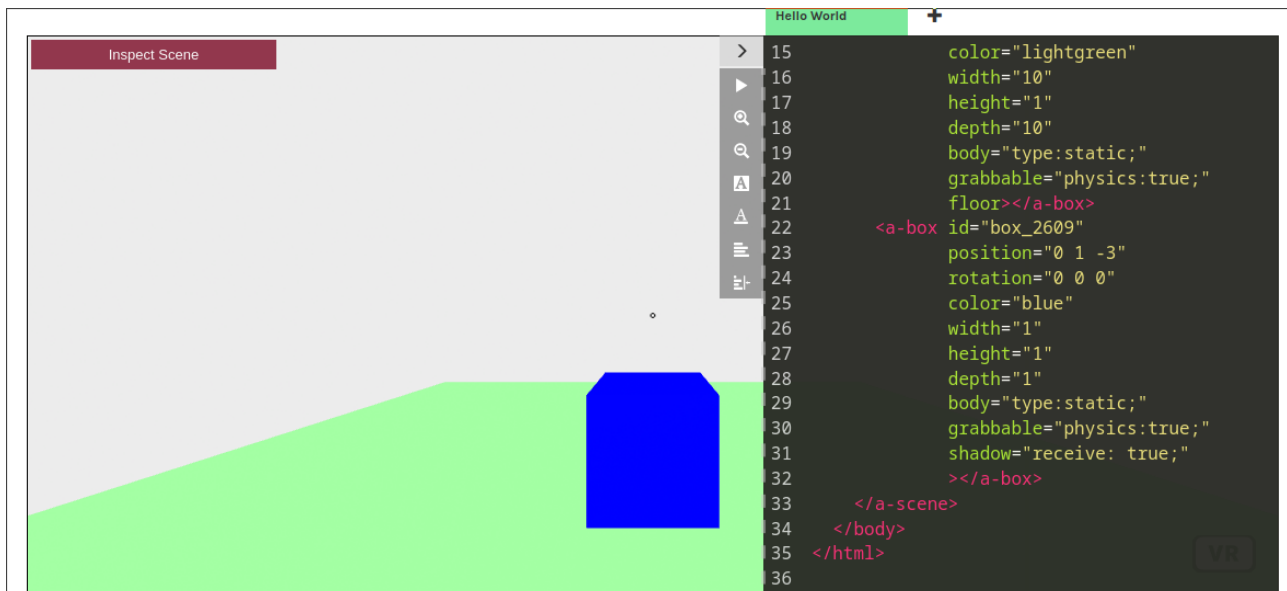 Hello World
Inspect Scene
15 color="lightgreen"
16 width="10"
17 height="1"
18 depth="10"
19 body="type:static;"
20 grabbable="physics:true;"
21 floor></a-box>
22 <a-box id="box_2609"
23 position="0 1 -3"
24 rotation="0 0 0"
25 color="blue"
26 width="1"
27 height="1"
28 depth="1"
29 body="type:static;"
30 grabbable="physics:true;"
31 shadow="receive: true;"
32 ></a-box>
33 </a-scene>
34 </body>
35 </html>
36
VR